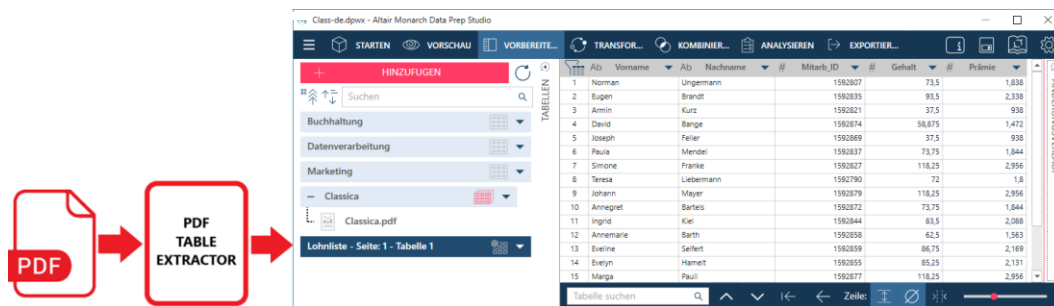 PDF
PDF
TABLE
EXTRACTOR
Class-de.dpwx - Altair Monarch Data Prep Studio
STARTEN VORSCHAU VORBEREITE... TRANSFOR... KOMBINIER... ANALYSIEREN EXPORTIER...
HINZUFUGEN
Suchen
Buchhaltung
Datenverarbeitung
Marketing
Classica
Classica.pdf
Lohnliste - Seite: 1 - Tabelle 1
TABELLEN
Ab Vorname Ab Nachname # Mitarb_ID # Gehalt # Prämie
1 Norman Ungermann 1592807 73,5 1,838
2 Eugen Brandt 1592835 93,5 2,338
3 Armin Kurz 1592821 37,5 938
4 David Bange 1592874 58,875 1,472
5 Joseph Feller 1592869 37,5 938
6 Paula Mendel 1592837 73,75 1,844
7 Simone Franke 1592827 118,25 2,956
8 Teresa Liebermann 1592790 72 1,8
9 Johann Mayer 1592879 118,25 2,956
10 Annegret Bartels 1592872 73,75 1,844
11 Ingrid Kiel 1592844 83,5 2,088
12 Annemarie Barth 1592858 62,5 1,563
13 Eveline Seifert 1592859 86,75 2,169
14 Evelyn Hamelt 1592855 85,25 2,131
15 Marga Pauli 1592877 118,25 2,956
Tabelle suchen Zeile: